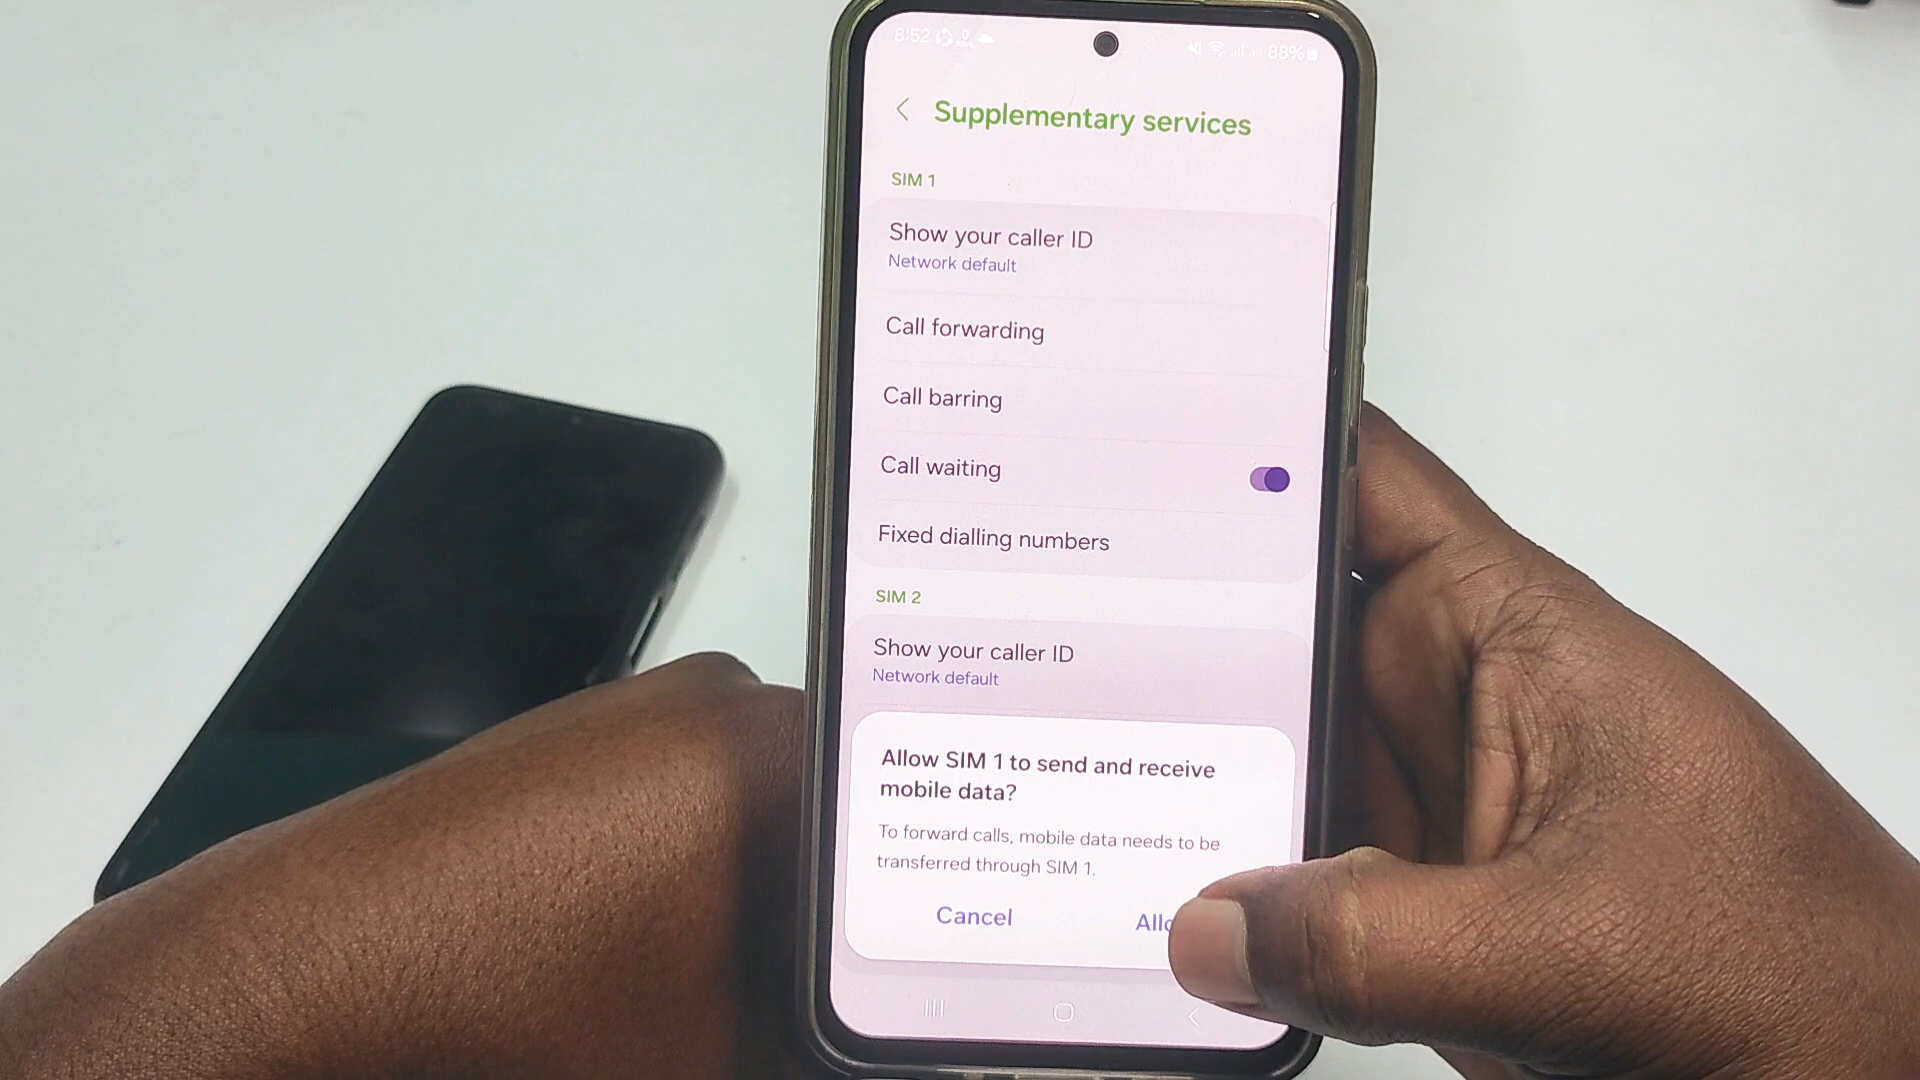 8:52 88%
Supplementary services
SIM 1
Show your caller ID
Network default
Call forwarding
Call barring
Call waiting
Fixed dialling numbers
SIM 2
Show your caller ID
Network default
Allow SIM 1 to send and receive
mobile data?
To forward calls, mobile data needs to be
transferred through SIM 1.
Cancel